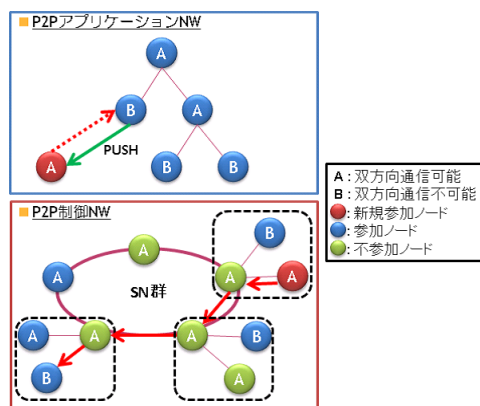 P2PアプリケーションNW
A
B
A
PUSH
A
B
B
A:双方向通信可能
B:双方向通信不可能
:新規参加ノード
:参加ノード
:不参加ノード
P2P制御NW
B
A
A
A
A
SN群
A
A
A
B
B
A